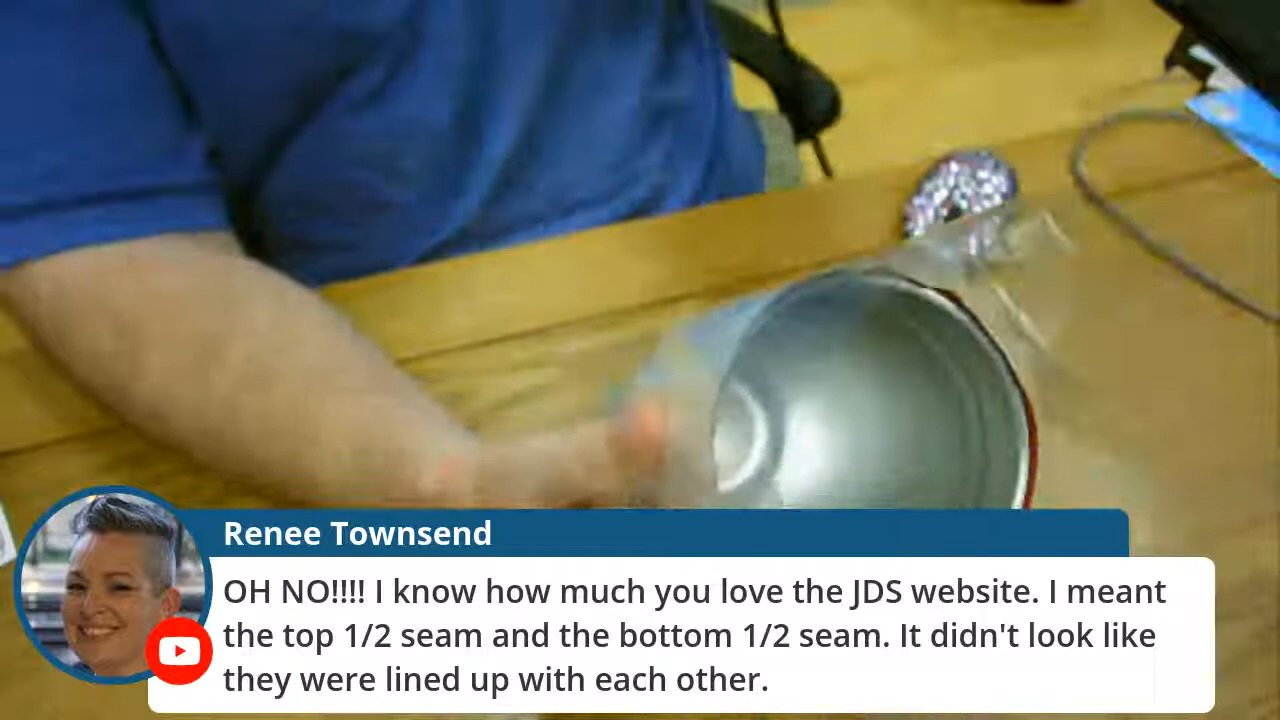 Renee Townsend
OH NO!!!! I know how much you love the JDS website. I meant
the top 1/2 seam and the bottom 1/2 seam. It didn't look like
they were lined up with each other.